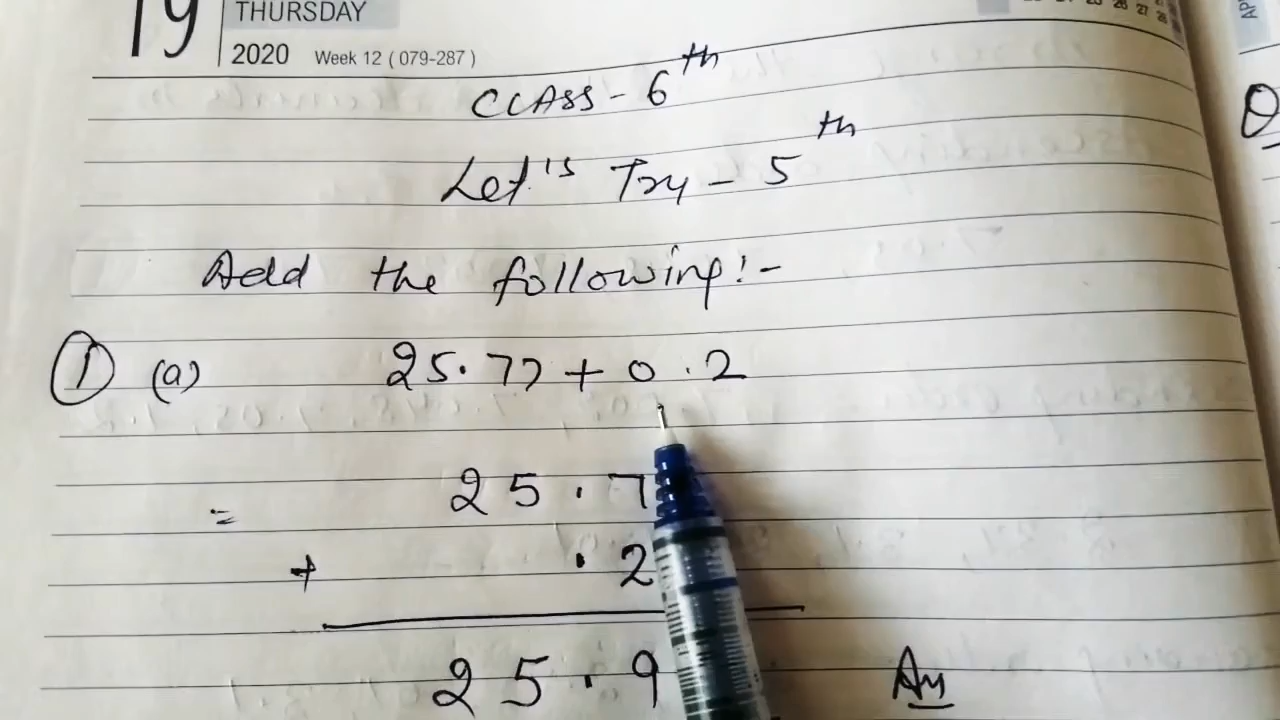 19 THURSDAY
2020 Week 12 ( 079-287 )
CLASS - 6th
Let's Try - 5th
Add the following:-
1 (a) 25.77 + 0.2
= 25.7
+ .2
25.9 Ans